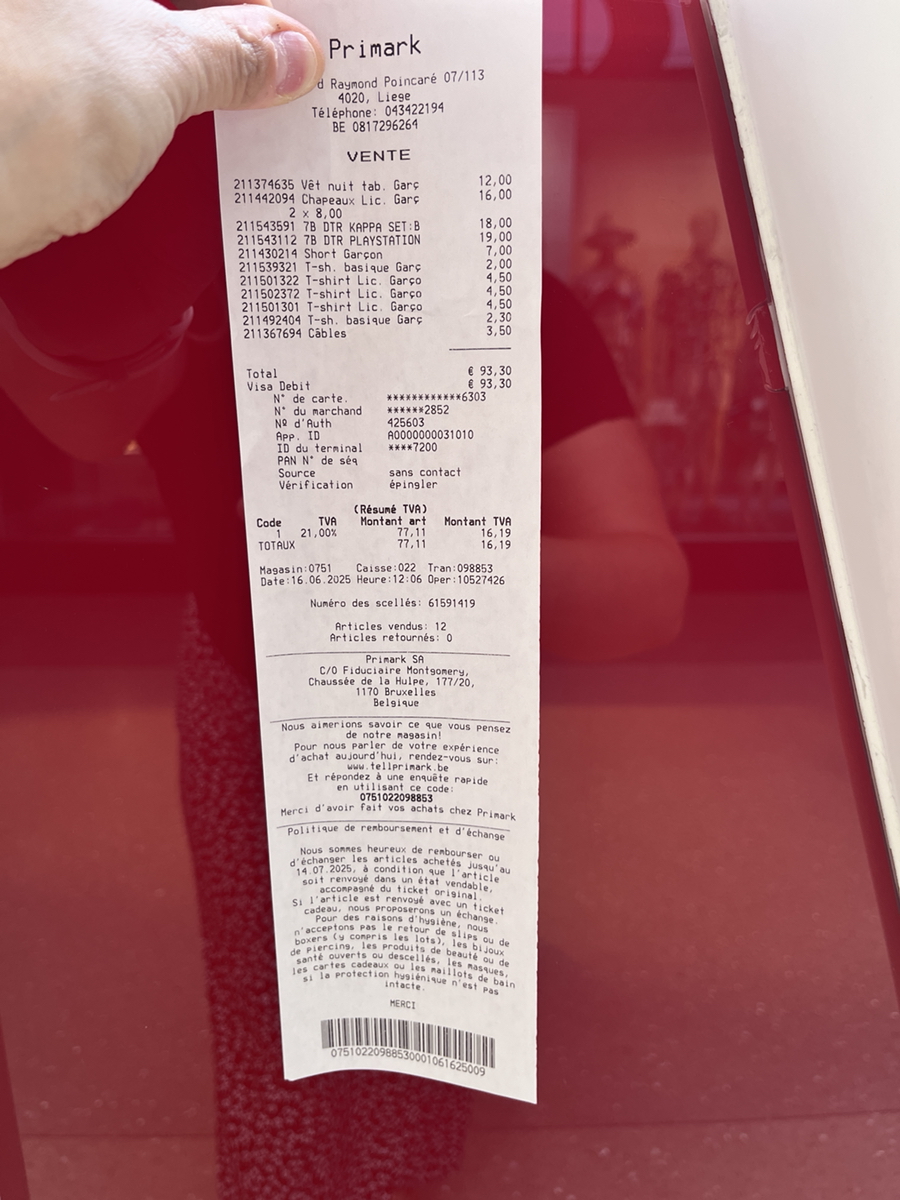 Primark
d Raymond Poincaré 07/113
4020, Liege
Téléphone: 043422194
BE 0817296264
VENTE
211374635 Vêt nuit tab. Garç 12,00
211442094 Chapeaux Lic. Garç 16,00
2 x 8,00
211543591 7B DTR KAPPA SET:B 18,00
211543112 7B DTR PLAYSTATION 19,00
211430214 Short Garçon 7,00
211539321 T-sh. basique Garç 2,00
211501322 T-shirt Lic. Garço 4,50
211502372 T-shirt Lic. Garço 4,50
211501301 T-shirt Lic. Garço 4,50
211492404 T-sh. basique Garç 2,30
211367694 Câbles 3,50
Total € 93,30
Visa Debit € 93,30
N° de carte. ************6303
N° du marchand ******2852
Nº d'Auth 425603
App. ID A0000000031010
ID du terminal ****7200
PAN N° de séq
Source sans contact
Vérification épingler
(Résumé TVA)
Code TVA Montant art Montant TVA
1 21,00% 77,11 16,19
TOTAUX 77,11 16,19
Magasin:0751 Caisse:022 Tran:098853
Date:16.06.2025 Heure:12:06 Oper:10527426
Numéro des scellés: 61591419
Articles vendus: 12
Articles retournés: 0
Primark SA
C/O Fiduciaire Montgomery,
Chaussée de la Hulpe, 177/20,
1170 Bruxelles
Belgique
Nous aimerions savoir ce que vous pensez
de notre magasin!
Pour nous parler de votre expérience
d'achat aujourd'hui, rendez-vous sur:
www.tellprimark.be
Et répondez à une enquête rapide
en utilisant ce code:
0751022098853
Merci d'avoir fait vos achats chez Primark
Politique de remboursement et d'échange
Nous sommes heureux de rembourser ou
d'échanger les articles achetés jusqu'au
14.07.2025, à condition que l'article
soit renvoyé dans un état vendable,
accompagné du ticket original.
Si l'article est renvoyé avec un ticket
cadeau, nous proposerons un échange.
Pour des raisons d'hygiène, nous
n'acceptons pas le retour de slips ou de
boxers (y compris les lots), les bijoux
de piercing, les produits de beauté ou de
santé ouverts ou descellés, les masques,
les cartes cadeaux ou les maillots de bain
si la protection hygiénique n'est pas
intacte.
MERCI
07510220988530001061625009